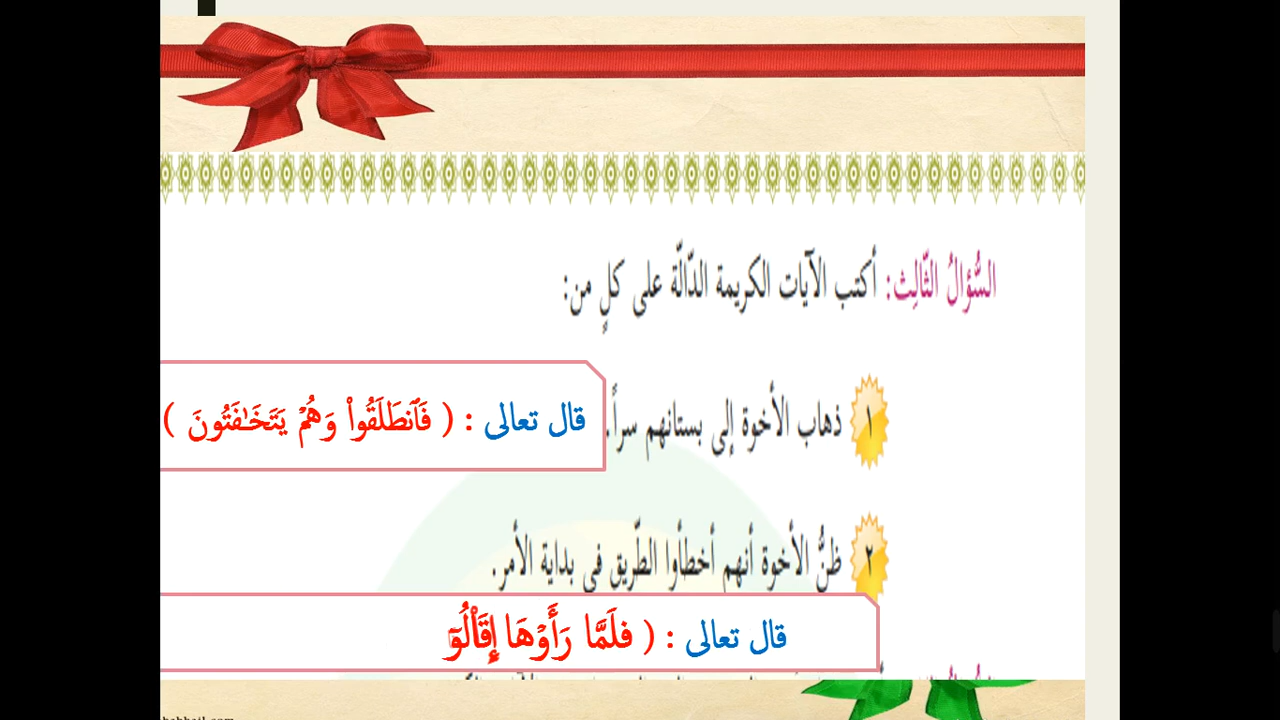 السُّؤالُ الثّالِث: أكتب الآيات الكريمة الدّالّة على كلٍ من:
١ ذهاب الأخوة إلى بستانهم سراً.
قال تعالى : ( فَٱنطَلَقُوا۟ وَهُمْ يَتَخَـٰفَتُونَ )
٢ ظنُّ الأخوة أنهم أخطأوا الطّريق في بداية الأمر.
قال تعالى : ( فلَمَّا رَأَوْهَا